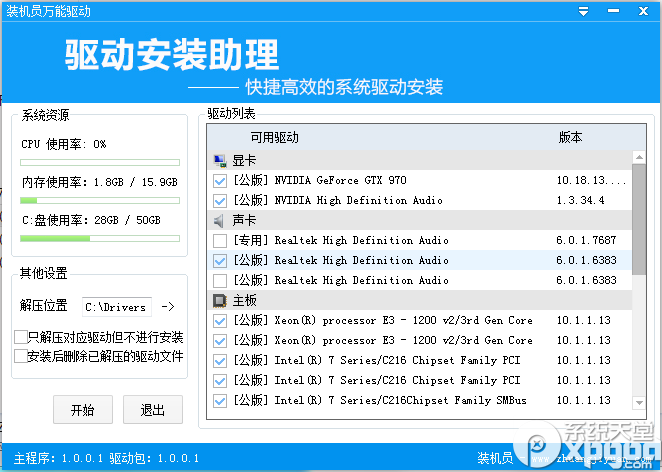 装机员万能驱动
驱动安装助理
快捷高效的系统驱动安装
系统资源
CPU 使用率: 0%
内存使用率: 1.8GB / 15.9GB
C:盘使用率: 28GB / 50GB
其他设置
解压位置 C:\Drivers ->
只解压对应驱动但不进行安装
安装后删除已解压的驱动文件
开始 退出
驱动列表
可用驱动 版本
显卡
[公版] NVIDIA GeForce GTX 970 10.18.13....
[公版] NVIDIA High Definition Audio 1.3.34.4
声卡
[专用] Realtek High Definition Audio 6.0.1.7687
[公版] Realtek High Definition Audio 6.0.1.6383
[公版] Realtek High Definition Audio 6.0.1.6383
主板
[公版] Xeon(R) processor E3 - 1200 v2/3rd Gen Core 10.1.1.13
[公版] Xeon(R) processor E3 - 1200 v2/3rd Gen Core 10.1.1.13
[公版] Intel(R) 7 Series/C216 Chipset Family PCI 10.1.1.13
[公版] Intel(R) 7 Series/C216 Chipset Family PCI 10.1.1.13
[公版] Intel(R) 7 Series/C216Chipset Family SMBus 10.1.1.13
主程序: 1.0.0.1 驱动包: 1.0.0.1
装机员 -
系统天堂
xpgod
.com